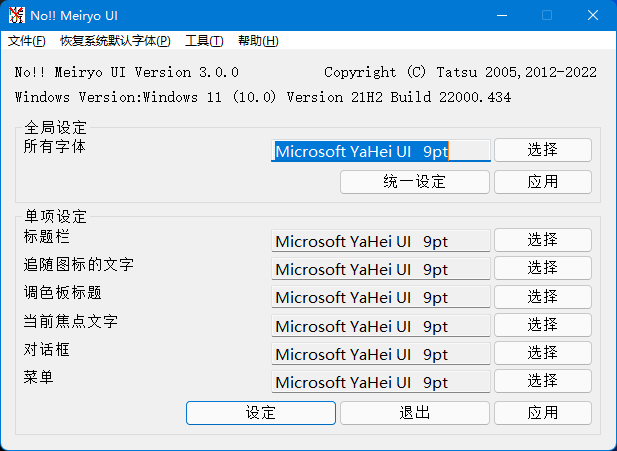 No!! Meiryo UI
文件(F) 恢复系统默认字体(P) 工具(T) 帮助(H)
No!! Meiryo UI Version 3.0.0 Copyright (C) Tatsu 2005,2012-2022
Windows Version:Windows 11 (10.0) Version 21H2 Build 22000.434
全局设定
所有字体 Microsoft YaHei UI 9pt 选择
统一设定 应用
单项设定
标题栏 Microsoft YaHei UI 9pt 选择
追随图标的文字 Microsoft YaHei UI 9pt 选择
调色板标题 Microsoft YaHei UI 9pt 选择
当前焦点文字 Microsoft YaHei UI 9pt 选择
对话框 Microsoft YaHei UI 9pt 选择
菜单 Microsoft YaHei UI 9pt 选择
设定 退出 应用